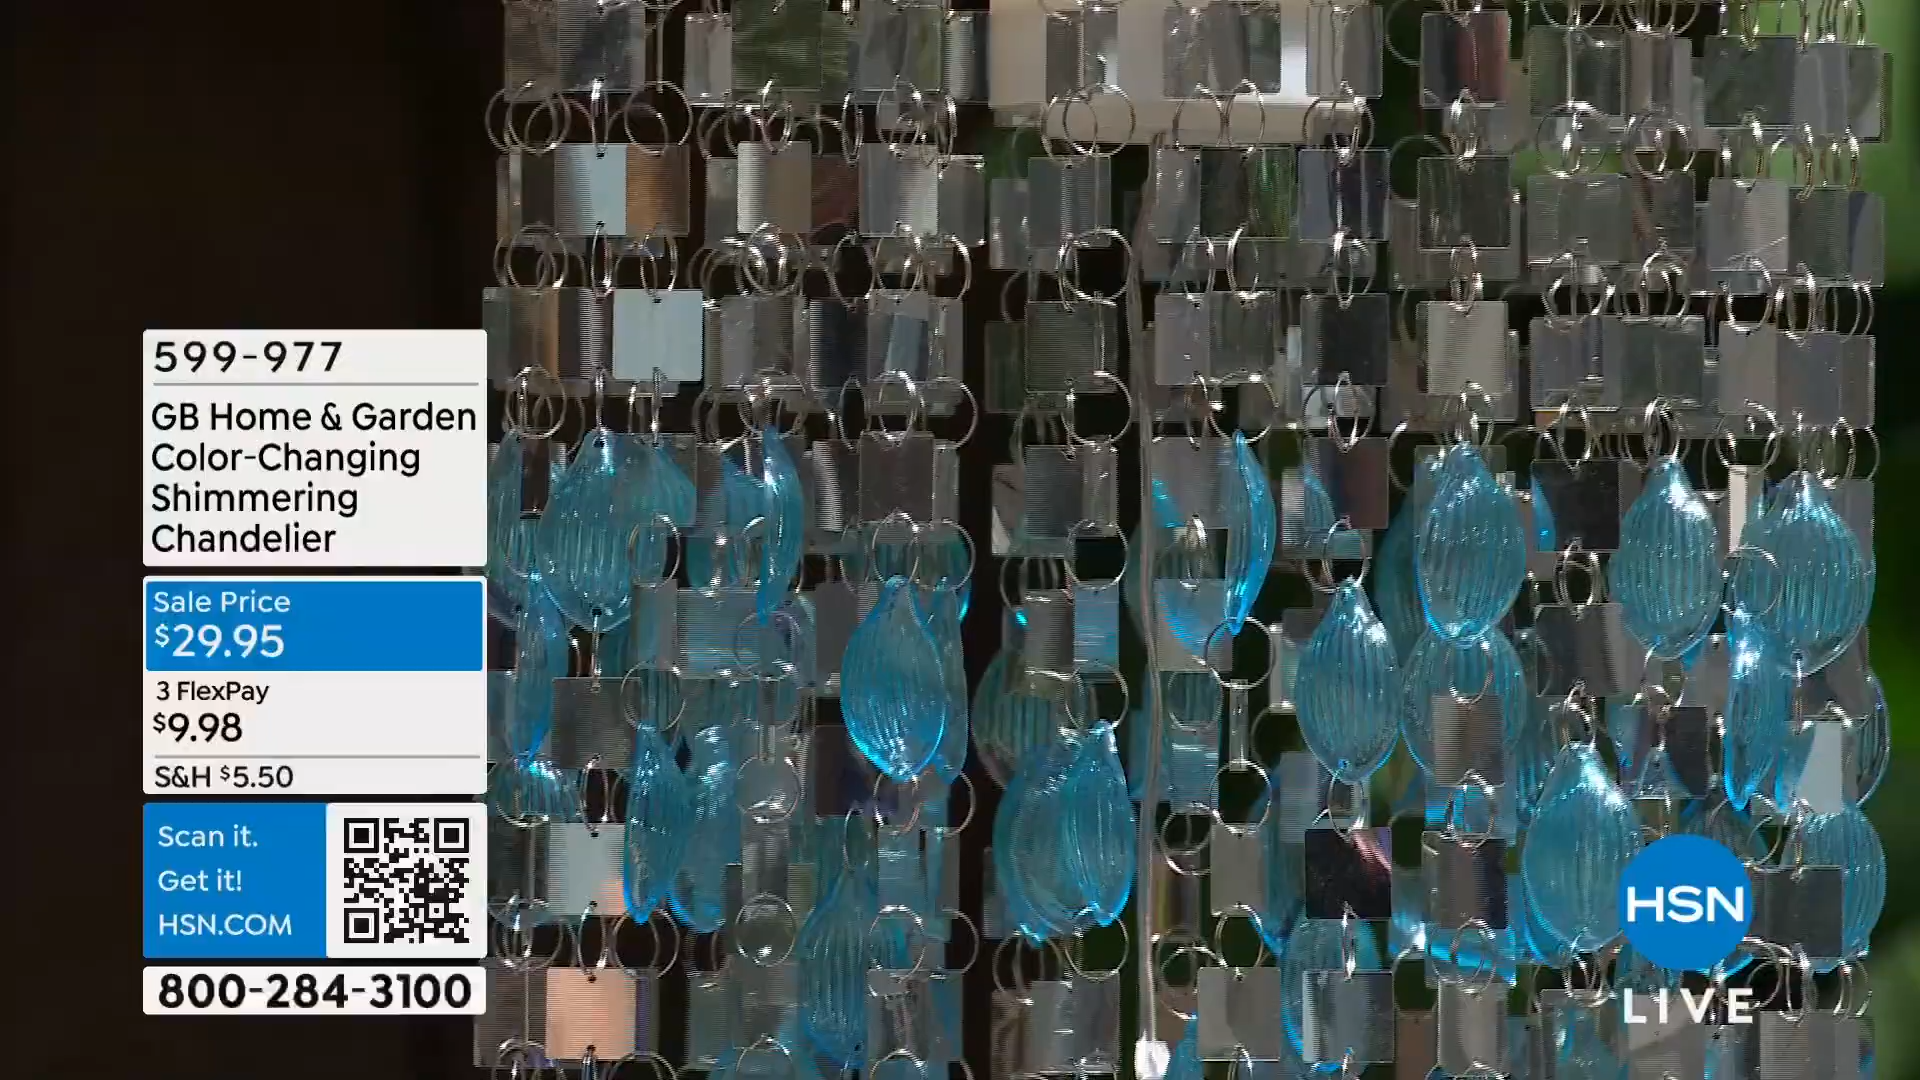 599-977
GB Home & Garden
Color-Changing
Shimmering
Chandelier
Sale Price
$29.95
3 FlexPay
$9.98
S&H $5.50
Scan it.
Get it!
HSN.COM
800-284-3100
HSN
LIVE